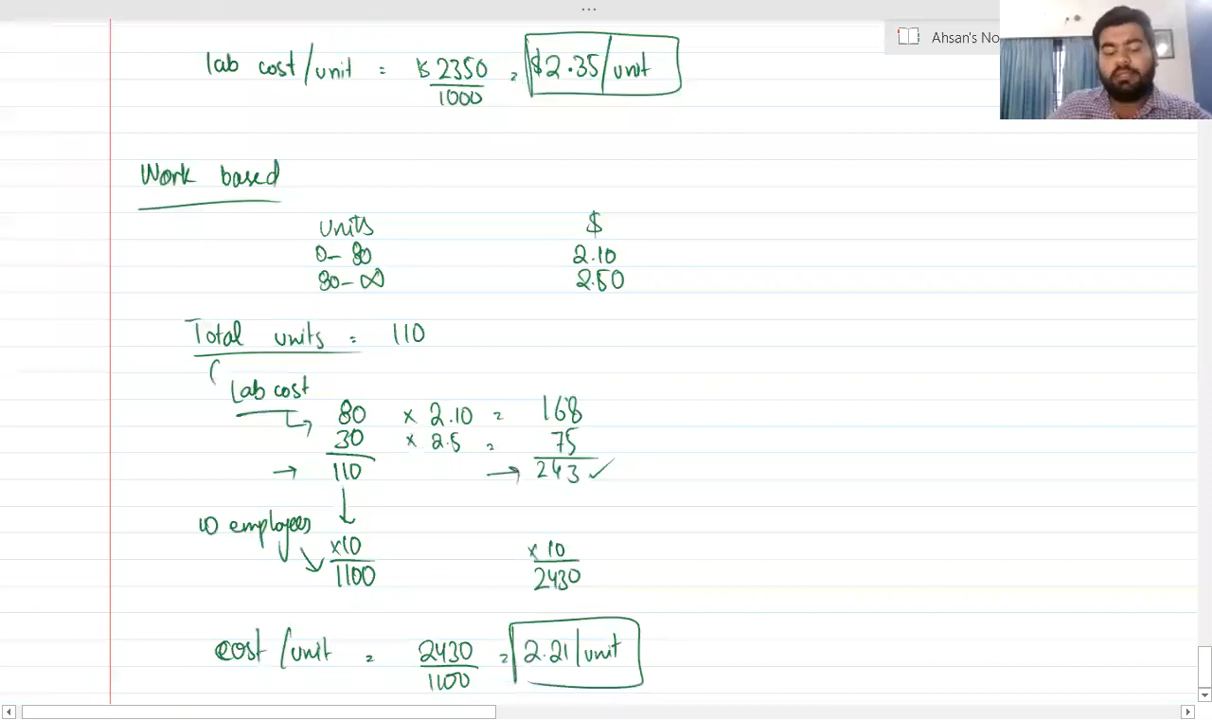 ...
Ahsan's No
lab cost/unit = $2350 / 1000 = $2.35/unit
Work based
Units $
0-80 2.10
80-∞ 2.50
Total units = 110
(
Lab cost
80 × 2.10 = 168
30 × 2.5 = 75
→ 110 → 243 ✓
10 employees
×10 ×10
1100 2430
cost/unit = 2430 / 1100 = 2.21/unit